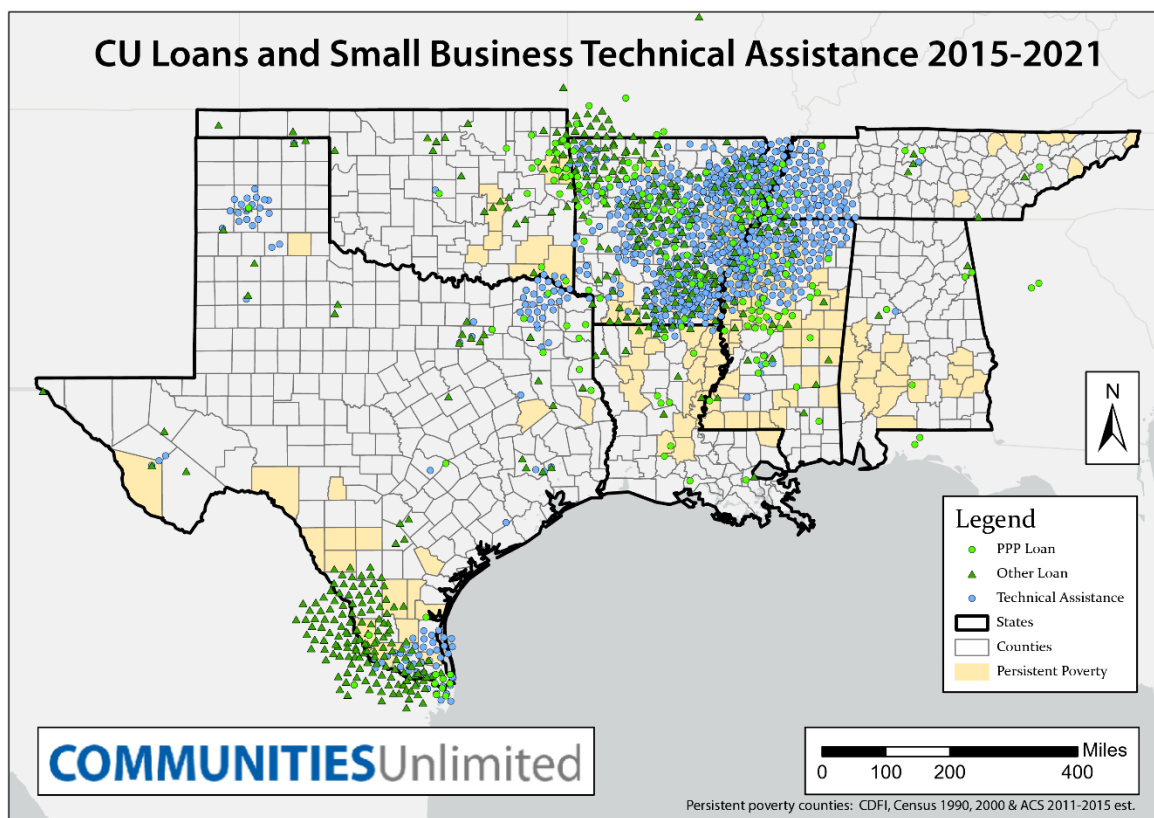 CU Loans and Small Business Technical Assistance 2015-2021
N
Legend
PPP Loan
Other Loan
Technical Assistance
States
Counties
Persistent Poverty
COMMUNITIESUnlimited
Miles
0 100 200 400
Persistent poverty counties: CDFI, Census 1990, 2000 & ACS 2011-2015 est.